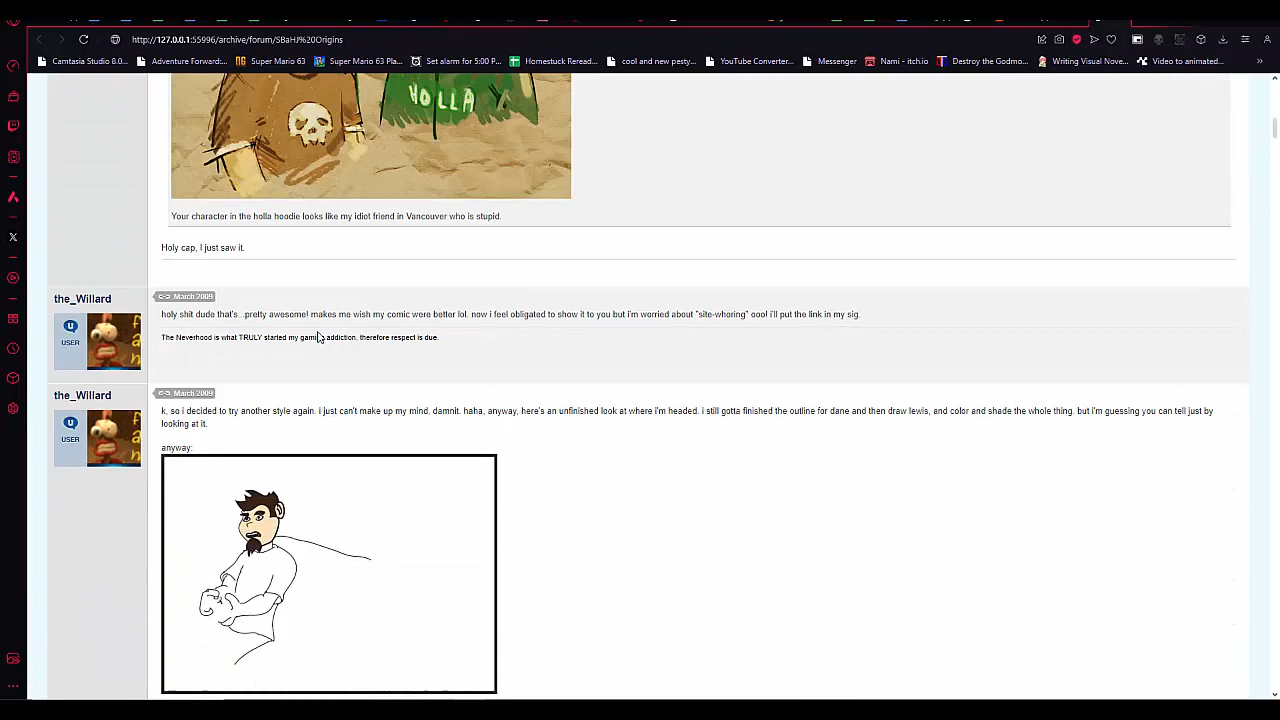 http://127.0.0.1:55996/archive/forum/SBaHJ%20Origins
Camtasia Studio 8.0...
Adventure Forward:...
Super Mario 63
Super Mario 63 Pla...
Set alarm for 5:00 P...
Homestuck Reread...
cool and new pesty...
YouTube Converter...
Messenger
Nami - itch.io
Destroy the Godmo...
Writing Visual Nove...
Video to animated...
HOLLA
Your character in the holla hoodie looks like my idiot friend in Vancouver who is stupid.
Holy cap, I just saw it.
the_Willard
March 2009
USER
holy shit dude that's...pretty awesome! makes me wish my comic were better lol. now i feel obligated to show it to you but i'm worried about "site-whoring" ooo! i'll put the link in my sig.
The Neverhood is what TRULY started my gaming addiction, therefore respect is due.
the_Willard
March 2009
USER
k, so i decided to try another style again. i just can't make up my mind, damnit. haha, anyway, here's an unfinished look at where i'm headed. i still gotta finished the outline for dane and then draw lewis, and color and shade the whole thing. but i'm guessing you can tell just by
looking at it.
anyway: